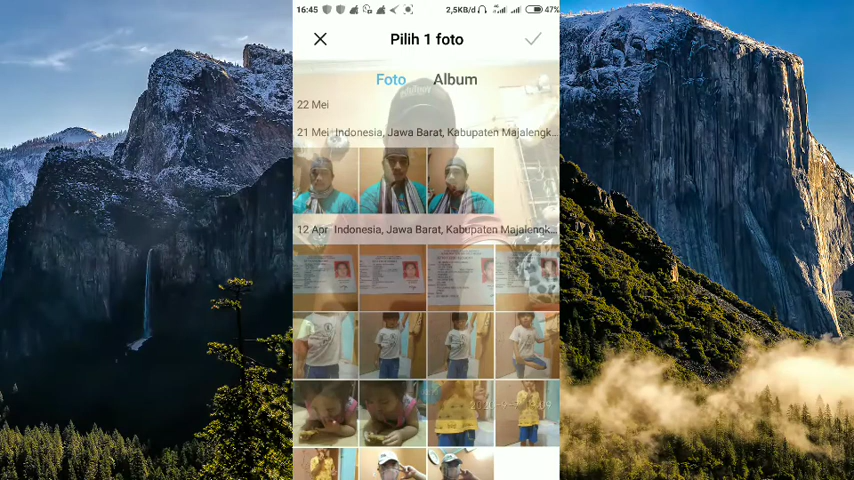 16:45 2,5KB/d 47%
Pilih 1 foto
Foto Album
22 Mei
21 Mei Indonesia, Jawa Barat, Kabupaten Majalengk...
12 Apr Indonesia, Jawa Barat, Kabupaten Majalengk...